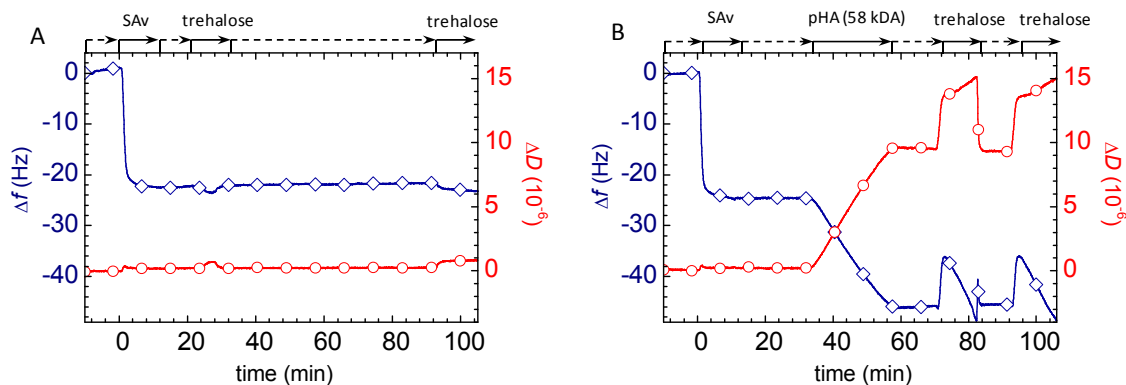 A
SAv
trehalose
trehalose
0
-10
-20
-30
-40
Δf (Hz)
15
10
5
0
ΔD (10⁻⁶)
0 20 40 60 80 100
time (min)
B
SAv
pHA (58 kDA)
trehalose
trehalose
0
-10
-20
-30
-40
Δf (Hz)
15
10
5
0
ΔD (10⁻⁶)
0 20 40 60 80 100
time (min)